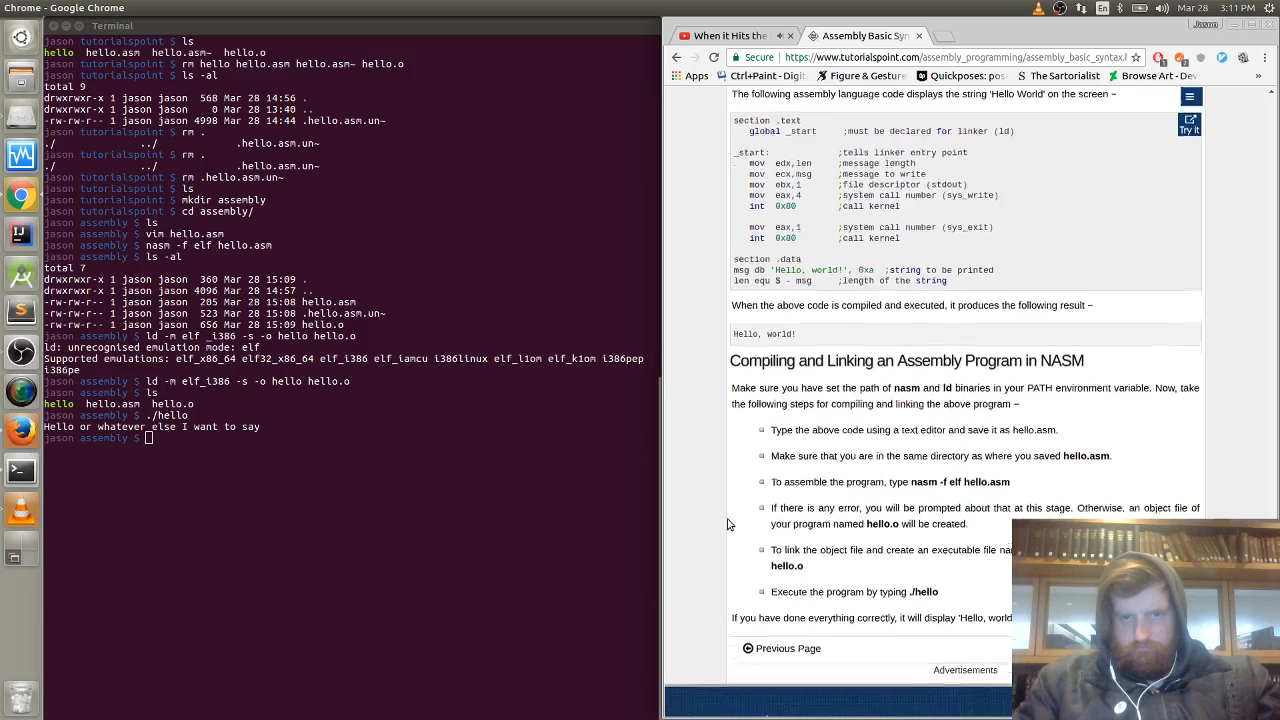 Chrome - Google Chrome
En
Mar 28
3:11 PM
Terminal
jason tutorialspoint $ ls
hello  hello.asm  hello.asm~  hello.o
jason tutorialspoint $ rm hello hello.asm hello.asm~ hello.o
jason tutorialspoint $ ls -al
total 9
drwxrwxr-x 1 jason jason  568 Mar 28 14:56 .
drwxrwxr-x 1 jason jason    0 Mar 28 13:40 ..
-rw-rw-r-- 1 jason jason 4998 Mar 28 14:44 .hello.asm.un~
jason tutorialspoint $ rm .
./             ../            .hello.asm.un~
jason tutorialspoint $ rm .
./             ../            .hello.asm.un~
jason tutorialspoint $ rm .hello.asm.un~
jason tutorialspoint $ ls
jason tutorialspoint $ mkdir assembly
jason tutorialspoint $ cd assembly/
jason assembly $ ls
jason assembly $ vim hello.asm
jason assembly $ nasm -f elf hello.asm
jason assembly $ ls -al
total 7
drwxrwxr-x 1 jason jason  360 Mar 28 15:09 .
drwxrwxr-x 1 jason jason 4096 Mar 28 14:57 ..
-rw-rw-r-- 1 jason jason  205 Mar 28 15:08 hello.asm
-rw-rw-r-- 1 jason jason  523 Mar 28 15:08 .hello.asm.un~
-rw-rw-r-- 1 jason jason  656 Mar 28 15:09 hello.o
jason assembly $ ld -m elf _i386 -s -o hello hello.o
ld: unrecognised emulation mode: elf
Supported emulations: elf_x86_64 elf32_x86_64 elf_i386 elf_iamcu i386linux elf_l1om elf_k1om i386pep
i386pe
jason assembly $ ld -m elf_i386 -s -o hello hello.o
jason assembly $ ls
hello  hello.asm  hello.o
jason assembly $ ./hello
Hello or whatever else I want to say
jason assembly $
Jason
When it Hits the
Assembly Basic Syn
Secure
https://www.tutorialspoint.com/assembly_programming/assembly_basic_syntax.l
Apps
Ctrl+Paint - Digit
Figure & Gesture
Quickposes: pos
The Sartorialist
Browse Art - Dev
»
The following assembly language code displays the string 'Hello World' on the screen −
Try it
section .text
global _start     ;must be declared for linker (ld)
_start:             ;tells linker entry point
mov  edx,len     ;message length
mov  ecx,msg     ;message to write
mov  ebx,1       ;file descriptor (stdout)
mov  eax,4       ;system call number (sys_write)
int  0x80        ;call kernel
mov  eax,1       ;system call number (sys_exit)
int  0x80        ;call kernel
section .data
msg db 'Hello, world!', 0xa  ;string to be printed
len equ $ - msg     ;length of the string
When the above code is compiled and executed, it produces the following result −
Hello, world!
Compiling and Linking an Assembly Program in NASM
Make sure you have set the path of nasm and ld binaries in your PATH environment variable. Now, take
the following steps for compiling and linking the above program −
Type the above code using a text editor and save it as hello.asm.
Make sure that you are in the same directory as where you saved hello.asm.
To assemble the program, type nasm -f elf hello.asm
If there is any error, you will be prompted about that at this stage. Otherwise, an object file of
your program named hello.o will be created.
To link the object file and create an executable file nam
hello.o
Execute the program by typing ./hello
If you have done everything correctly, it will display 'Hello, world
Previous Page
Advertisements